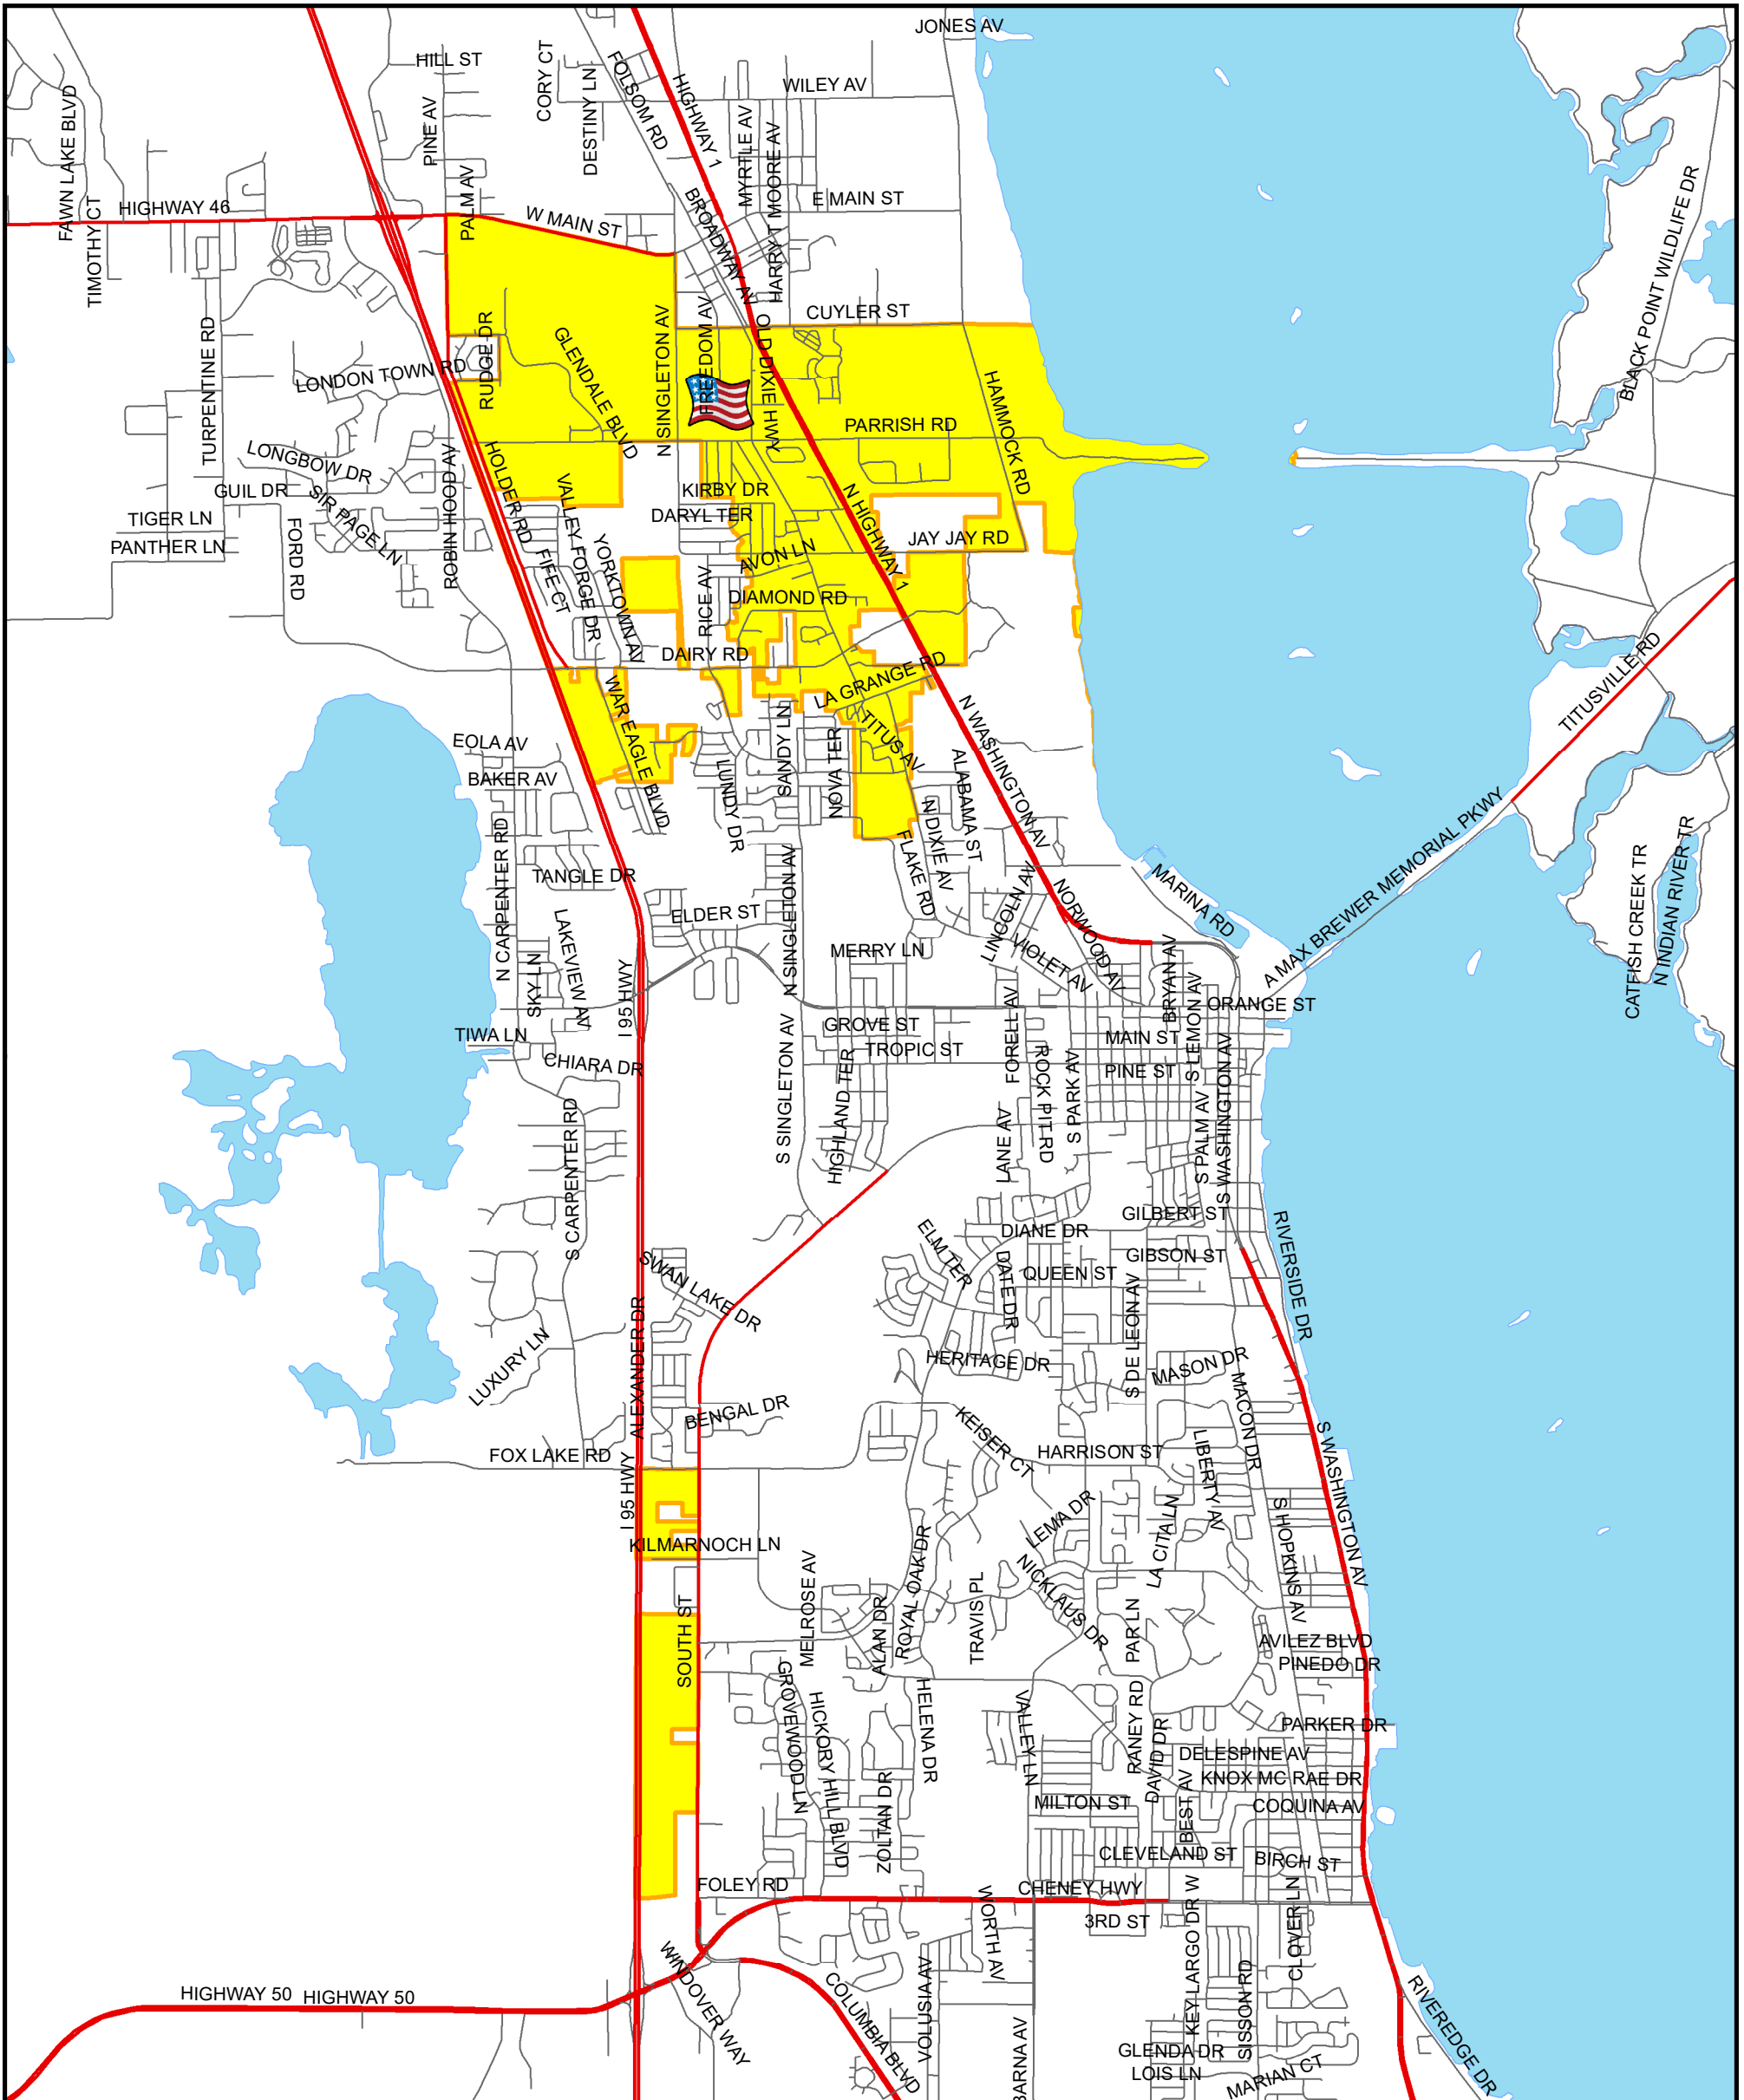 JONES AV
HILL ST
CORY CT
DESTINY LN
FOLSOM RD
HIGHWAY 1
WILEY AV
FAWN LAKE BLVD
PINE AV
MYRTLE AV
HARRY T MOORE AV
PALM AV
HIGHWAY 46
TIMOTHY CT
W MAIN ST
BROADWAY AV
E MAIN ST
BLACK POINT WILDLIFE DR
CUYLER ST
TURPENTINE RD
RUDGE DR
GLENDALE BLVD
N SINGLETON AV
FREEDOM AV
OLD DIXIE HWY
LONDON TOWN RD
HAMMOCK RD
PARRISH RD
LONGBOW DR
ROBIN HOOD AV
HOLDER RD
GUIL DR
SIR PAGE LN
VALLEY FORGE DR
KIRBY DR
N HIGHWAY 1
TIGER LN
DARYL TER
PANTHER LN
FORD RD
FIFE CT
YORKTOWN AV
AVON LN
JAY JAY RD
RICE AV
DIAMOND RD
DAIRY RD
LA GRANGE RD
TITUSVILLE RD
WAR EAGLE BLVD
SANDY LN
NOVA TER
TITUS AV
N WASHINGTON AV
EOLA AV
BAKER AV
LUNDY DR
ALABAMA ST
N DIXIE AV
A MAX BREWER MEMORIAL PKWY
N CARPENTER RD
N SINGLETON AV
FLAKE RD
CATFISH CREEK TR
N INDIAN RIVER TR
TANGLE DR
ELDER ST
LINCOLN AV
NORWOOD AV
MARINA RD
LAKEVIEW AV
SKY LN
I 95 HWY
MERRY LN
VIOLET AV
BRYAN AV
S LEMON AV
ORANGE ST
TIWA LN
CHIARA DR
S SINGLETON AV
GROVE ST
TROPIC ST
HIGHLAND TER
FORELL AV
ROCK PIT RD
S PARK AV
MAIN ST
PINE ST
S PALM AV
S WASHINGTON AV
S CARPENTER RD
LANE AV
GILBERT ST
RIVERSIDE DR
ELM TER
DIANE DR
DATE DR
GIBSON ST
QUEEN ST
SWAN LAKE DR
ALEXANDER DR
S DE LEON AV
LUXURY LN
HERITAGE DR
MASON DR
MACON DR
BENGAL DR
KEISER CT
FOX LAKE RD
I 95 HWY
HARRISON ST
LIBERTY AV
S WASHINGTON AV
LEMA DR
LA CITA LN
S HOPKINS AV
KILMARNOCH LN
MELROSE AV
ROYAL OAK DR
ALAN DR
TRAVIS PL
NICKLAUS DR
PAR LN
SOUTH ST
AVILEZ BLVD
PINEDO DR
GROVEWOOD LN
HICKORY HILL BLVD
HELENA DR
VALLEY LN
RANEY RD
DAVID DR
PARKER DR
DELESPINE AV
KNOX MC RAE DR
ZOLTAN DR
MILTON ST
BEST AV
COQUINA AV
CLEVELAND ST
BIRCH ST
FOLEY RD
CHENEY HWY
WORTH AV
3RD ST
KEY LARGO DR W
CLOVER LN
HIGHWAY 50
HIGHWAY 50
WINDOVER WAY
COLUMBIA BLVD
VOLUSIA AV
BARNA AV
SISSON RD
GLENDA DR
LOIS LN
MARIAN CT
RIVEREDGE DR